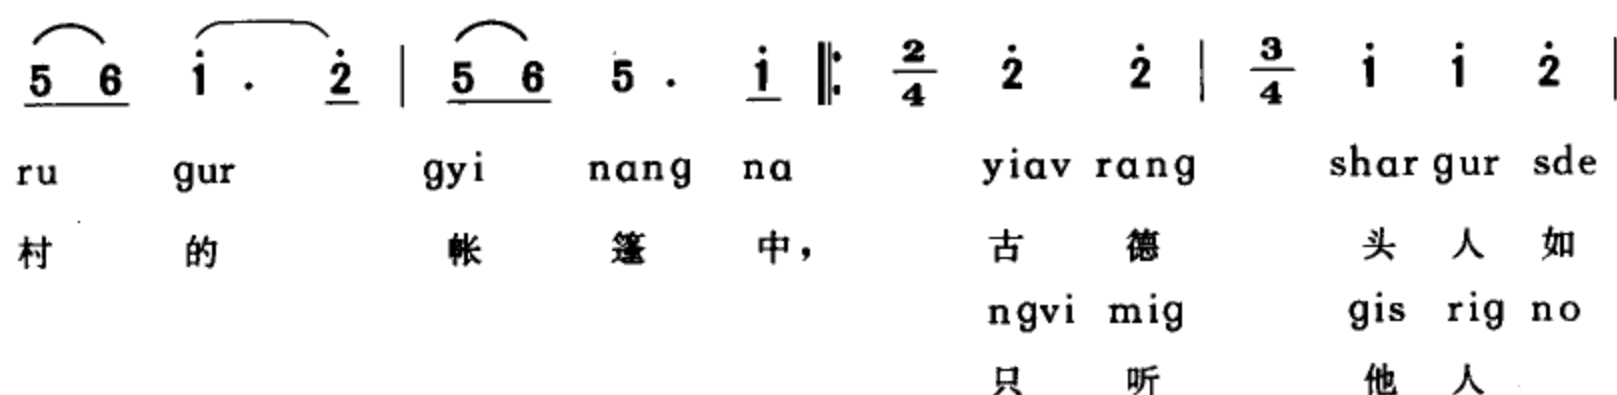 5 6 i . 2̇ | 5 6 5 . i ‖: 2/4 2̇ 2̇ | 3/4 i i 2̇ |
ru gur gyi nang na yiav rang shar gur sde
村 的 帐 篷 中， 古 德 头 人 如
ngvi mig gis rig no
只 听 他 人